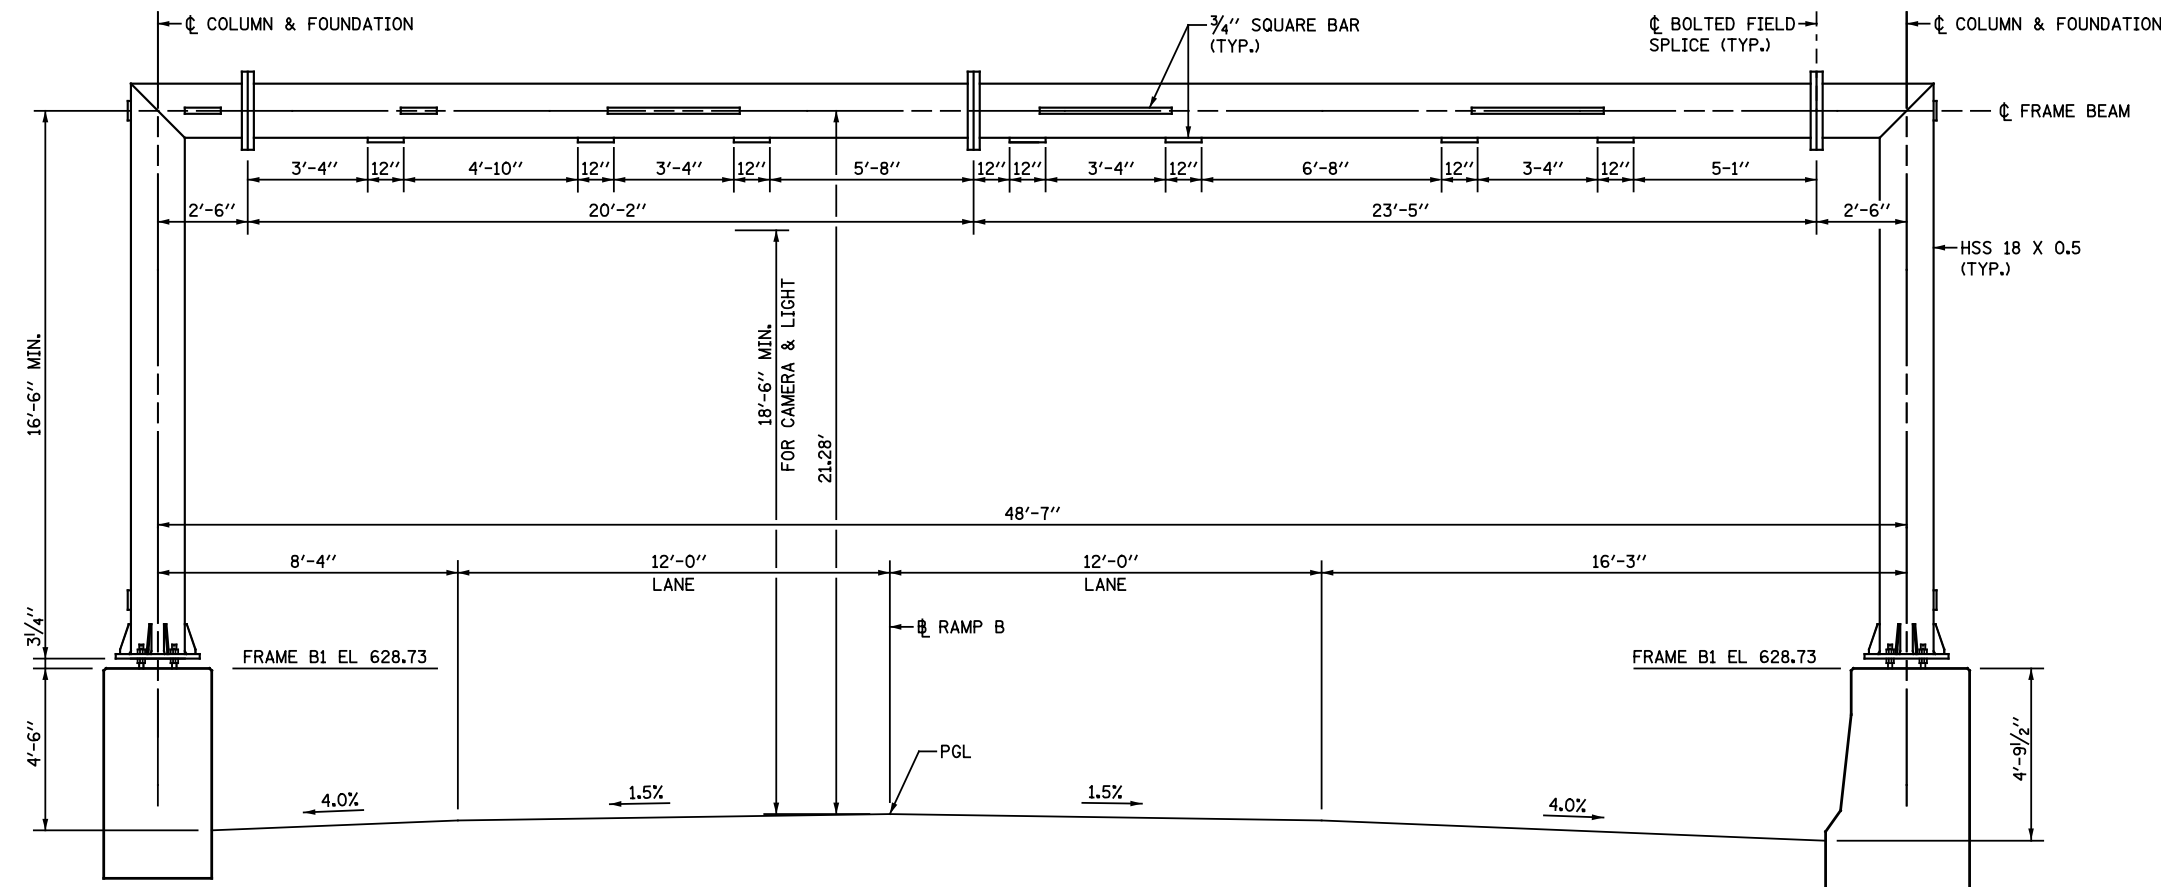 ℄ COLUMN & FOUNDATION
3/4" SQUARE BAR
(TYP.)
℄ BOLTED FIELD
SPLICE (TYP.)
℄ COLUMN & FOUNDATION
℄ FRAME BEAM
3'-4"
12"
4'-10"
12"
3'-4"
12"
5'-8"
12"
12"
3'-4"
12"
6'-8"
12"
3-4"
12"
5-1"
2'-6"
20'-2"
23'-5"
2'-6"
HSS 18 X 0.5
(TYP.)
16'-6" MIN.
18'-6" MIN.
FOR CAMERA & LIGHT
21.28'
48'-7"
8'-4"
12'-0"
LANE
12'-0"
LANE
16'-3"
3 1/4"
B̵L RAMP B
FRAME B1 EL 628.73
FRAME B1 EL 628.73
4'-6"
4'-9 1/2"
PGL
4.0%
1.5%
1.5%
4.0%